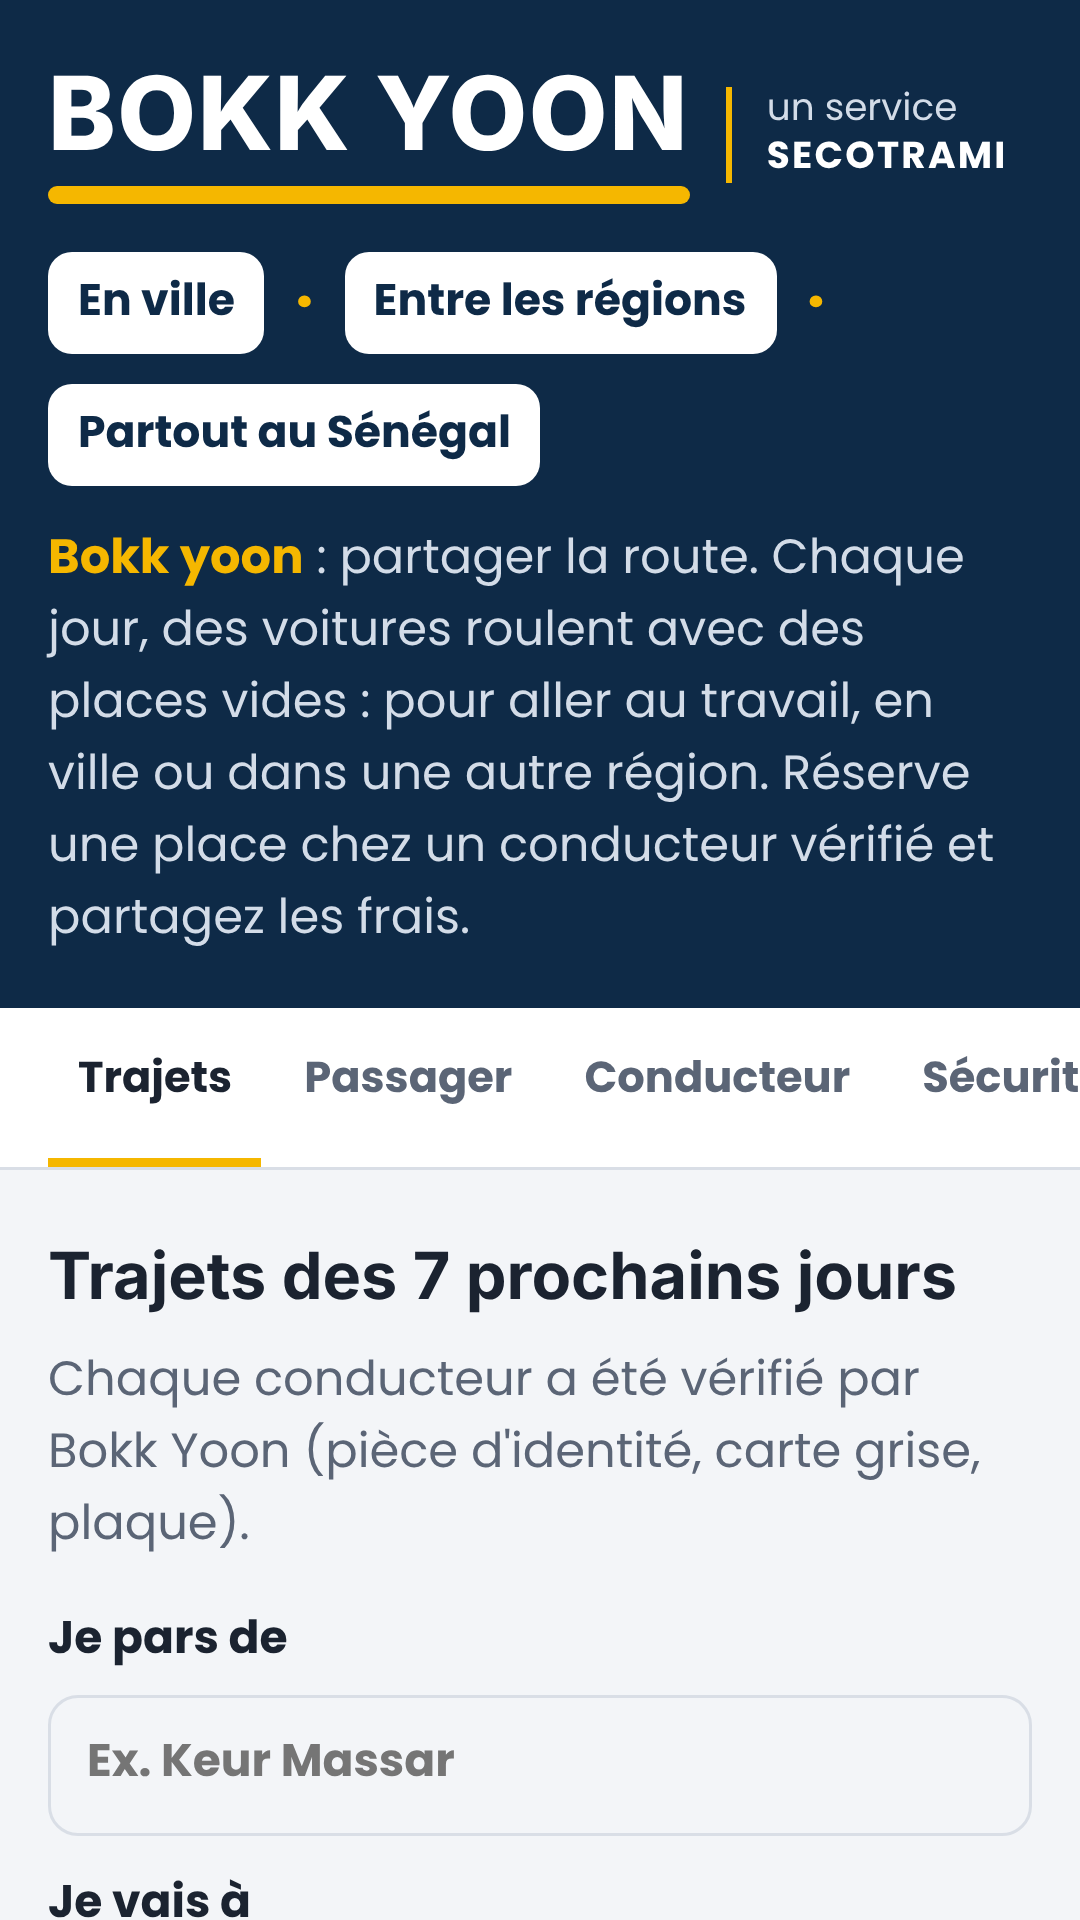 BOKK YOON
un service
SECOTRAMI
En ville • Entre les régions •
Partout au Sénégal
Bokk yoon : partager la route. Chaque
jour, des voitures roulent avec des
places vides : pour aller au travail, en
ville ou dans une autre région. Réserve
une place chez un conducteur vérifié et
partagez les frais.
Trajets Passager Conducteur Sécurit
Trajets des 7 prochains jours
Chaque conducteur a été vérifié par
Bokk Yoon (pièce d'identité, carte grise,
plaque).
Je pars de
Ex. Keur Massar
Je vais à